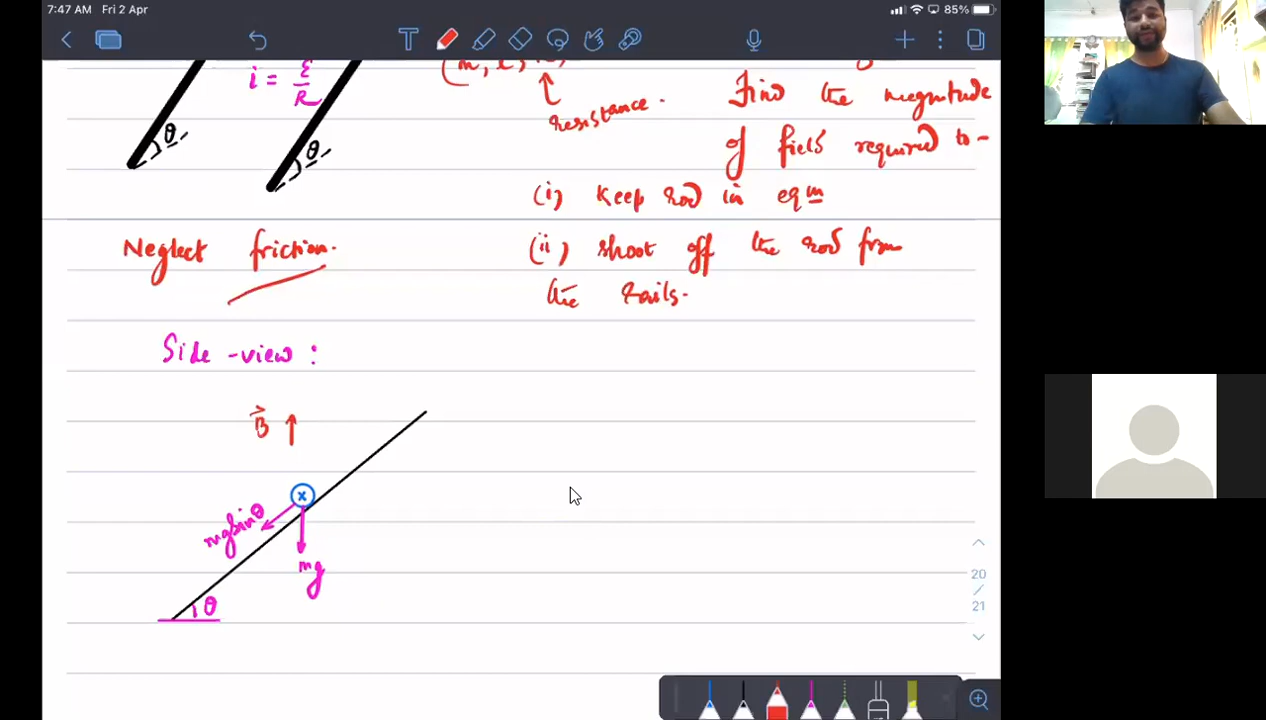 7:47 AM Fri 2 Apr
85%
T
i = ε/R
(m, l,
resistance.
θ
θ
Find the magnitude
of field required to-
(i) keep rod in eqm
Neglect friction.
(ii) shoot off the rod from
the rails.
Side-view:
B⃗ ↑
x
mg sinθ
mg
θ
20
/
21